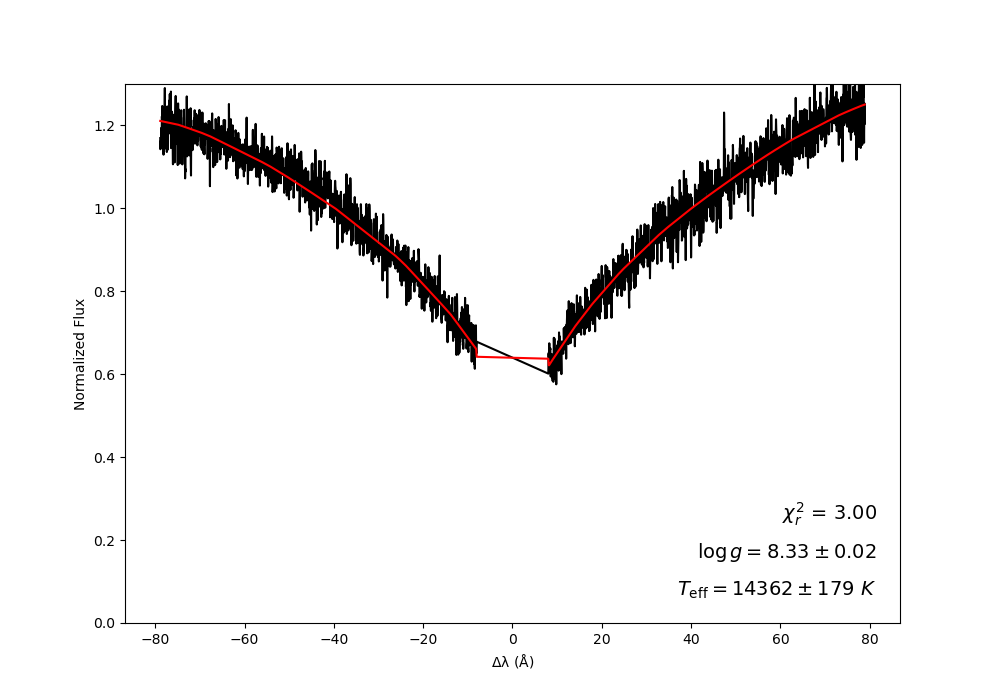 1.2
1.0
0.8
0.6
0.4
0.2
0.0
Normalized Flux
χ²ᵣ = 3.00
log g = 8.33 ± 0.02
T_eff = 14362 ± 179 K
−80 −60 −40 −20 0 20 40 60 80
Δλ (Å)